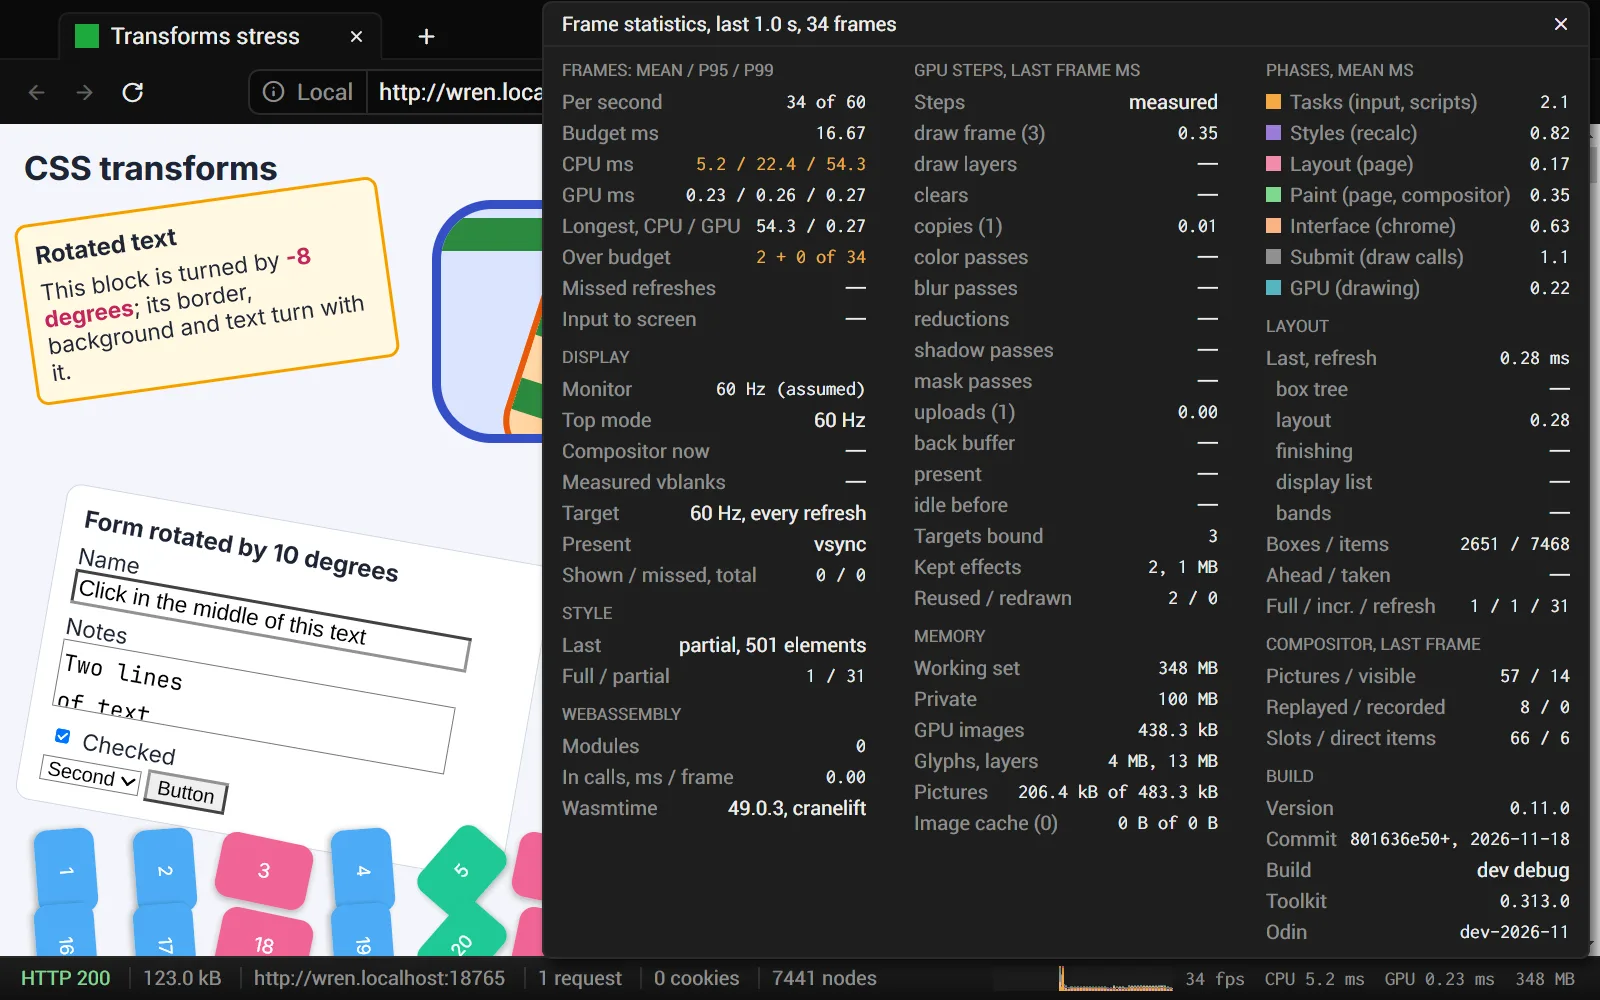 Transforms stress
Local
http://wren.loca
CSS transforms
Rotated text
This block is turned by -8
degrees; its border,
background and text turn with
it.
Form rotated by 10 degrees
Name
Click in the middle of this text
Notes
Two lines
of text
Checked
Second
Button
1 2 3 4 5
16 17 18 19 20
Frame statistics, last 1.0 s, 34 frames
FRAMES: MEAN / P95 / P99
Per second 34 of 60
Budget ms 16.67
CPU ms 5.2 / 22.4 / 54.3
GPU ms 0.23 / 0.26 / 0.27
Longest, CPU / GPU 54.3 / 0.27
Over budget 2 + 0 of 34
Missed refreshes —
Input to screen —
DISPLAY
Monitor 60 Hz (assumed)
Top mode 60 Hz
Compositor now —
Measured vblanks —
Target 60 Hz, every refresh
Present vsync
Shown / missed, total 0 / 0
STYLE
Last partial, 501 elements
Full / partial 1 / 31
WEBASSEMBLY
Modules 0
In calls, ms / frame 0.00
Wasmtime 49.0.3, cranelift
GPU STEPS, LAST FRAME MS
Steps measured
draw frame (3) 0.35
draw layers —
clears —
copies (1) 0.01
color passes —
blur passes —
reductions —
shadow passes —
mask passes —
uploads (1) 0.00
back buffer —
present —
idle before —
Targets bound 3
Kept effects 2, 1 MB
Reused / redrawn 2 / 0
MEMORY
Working set 348 MB
Private 100 MB
GPU images 438.3 kB
Glyphs, layers 4 MB, 13 MB
Pictures 206.4 kB of 483.3 kB
Image cache (0) 0 B of 0 B
PHASES, MEAN MS
Tasks (input, scripts) 2.1
Styles (recalc) 0.82
Layout (page) 0.17
Paint (page, compositor) 0.35
Interface (chrome) 0.63
Submit (draw calls) 1.1
GPU (drawing) 0.22
LAYOUT
Last, refresh 0.28 ms
box tree —
layout 0.28
finishing —
display list —
bands —
Boxes / items 2651 / 7468
Ahead / taken —
Full / incr. / refresh 1 / 1 / 31
COMPOSITOR, LAST FRAME
Pictures / visible 57 / 14
Replayed / recorded 8 / 0
Slots / direct items 66 / 6
BUILD
Version 0.11.0
Commit 801636e50+, 2026-11-18
Build dev debug
Toolkit 0.313.0
Odin dev-2026-11
HTTP 200 123.0 kB http://wren.localhost:18765 1 request 0 cookies 7441 nodes 34 fps CPU 5.2 ms GPU 0.23 ms 348 MB